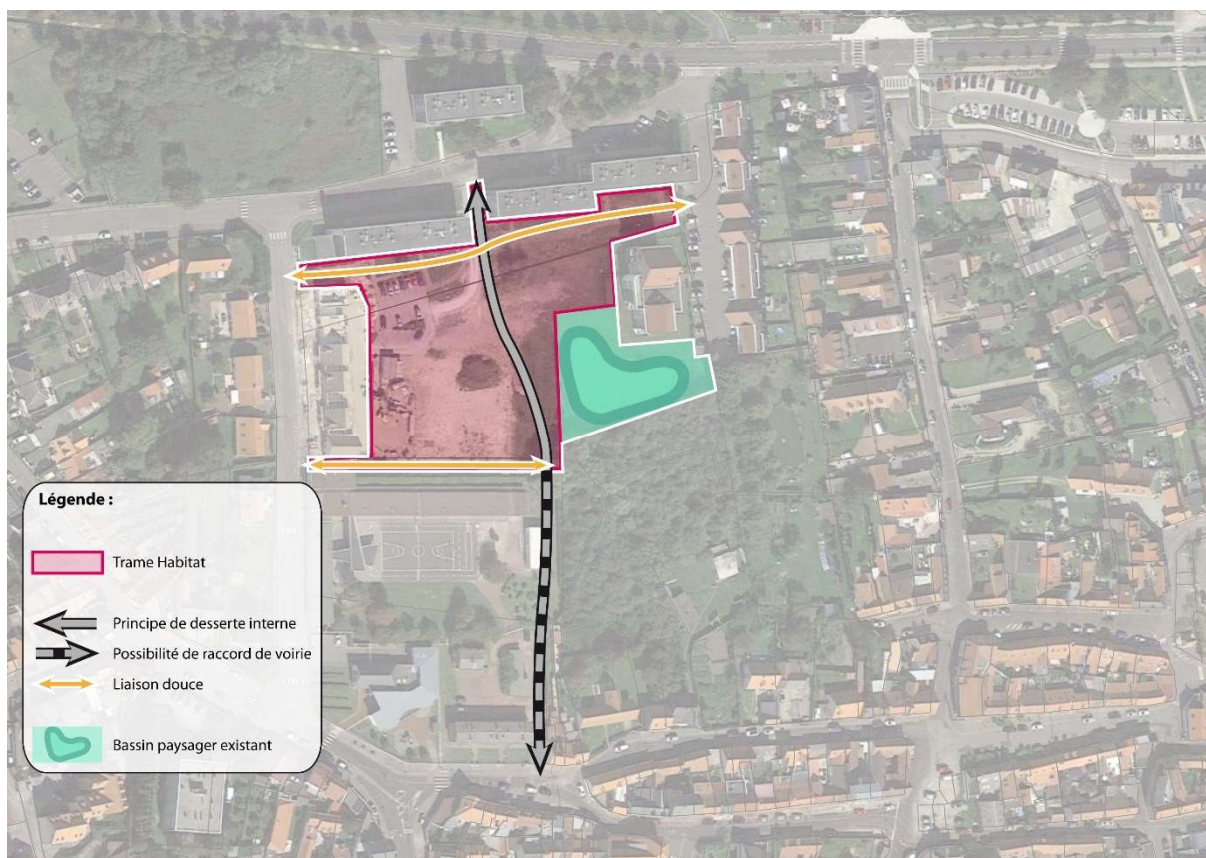 Légende :
Trame Habitat
Principe de desserte interne
Possibilité de raccord de voirie
Liaison douce
Bassin paysager existant